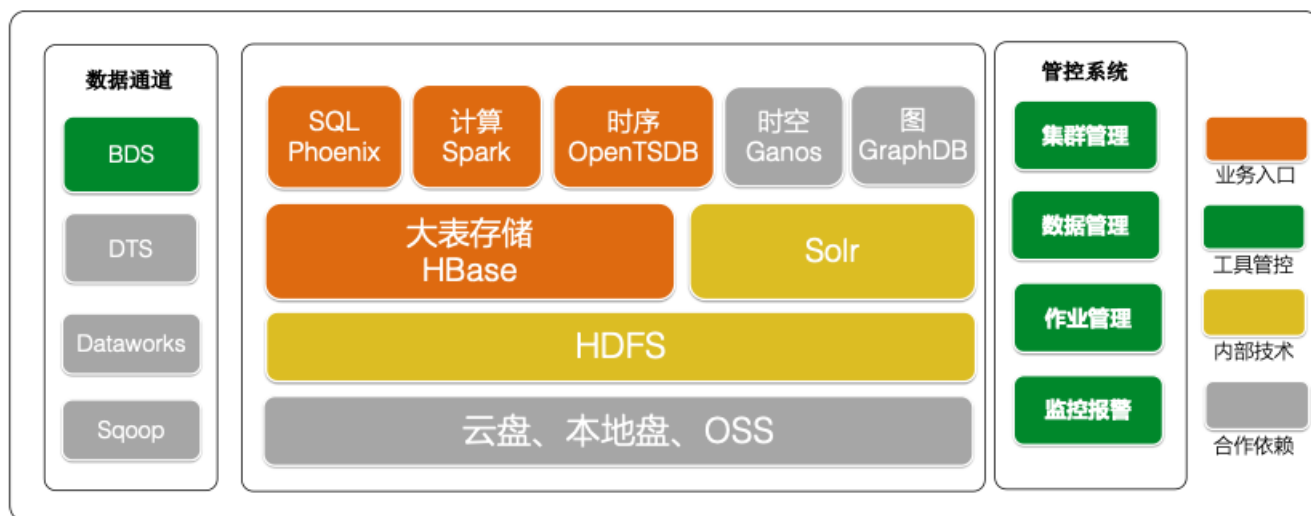 数据通道
BDS
DTS
Dataworks
Sqoop
SQL
Phoenix
计算
Spark
时序
OpenTSDB
时空
Ganos
图
GraphDB
大表存储
HBase
Solr
HDFS
云盘、本地盘、OSS
管控系统
集群管理
数据管理
作业管理
监控报警
业务入口
工具管控
内部技术
合作依赖